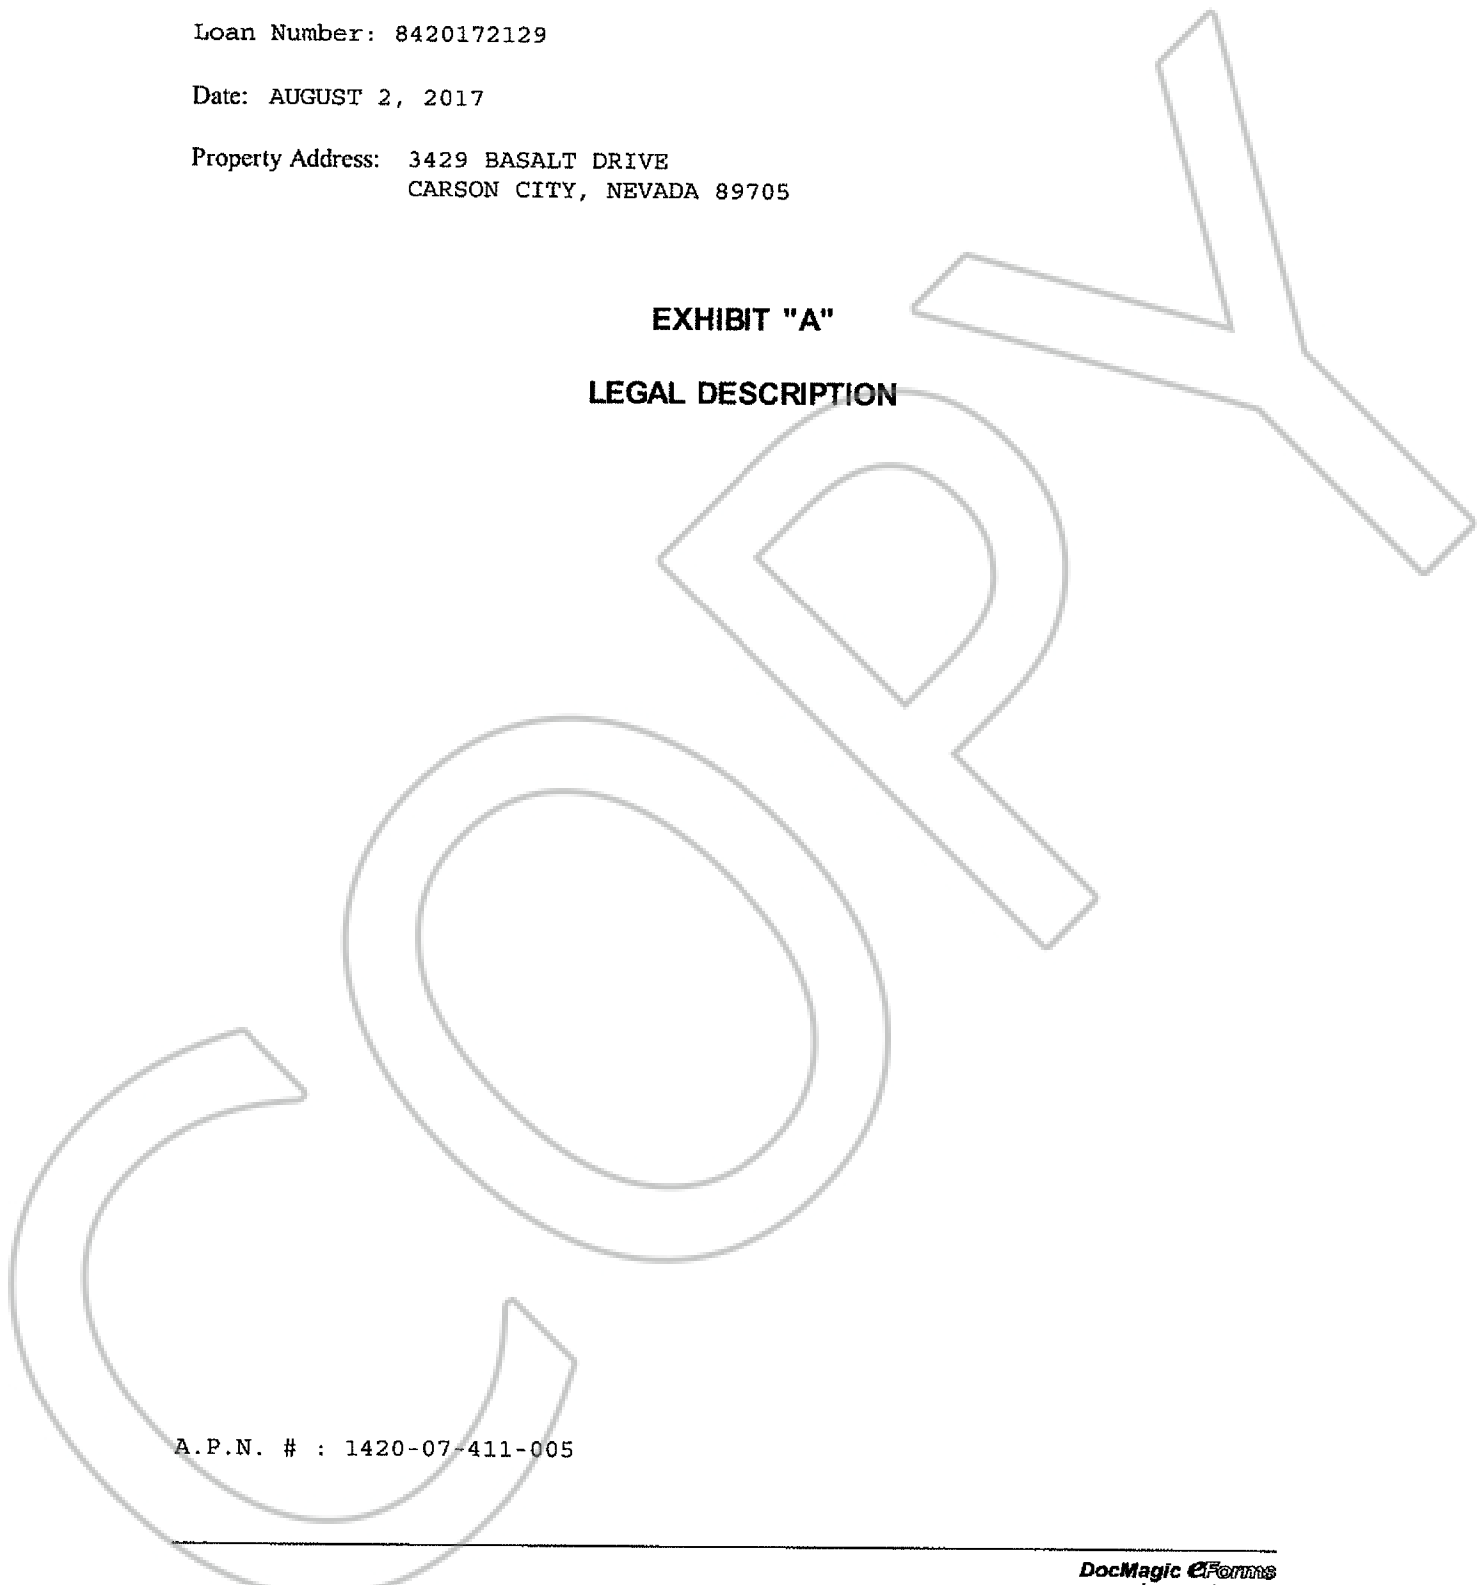 Loan Number: 8420172129
Date: AUGUST 2, 2017
Property Address: 3429 BASALT DRIVE
CARSON CITY, NEVADA 89705
EXHIBIT "A"
LEGAL DESCRIPTION
COPY
A.P.N. # : 1420-07-411-005
DocMagic eForms